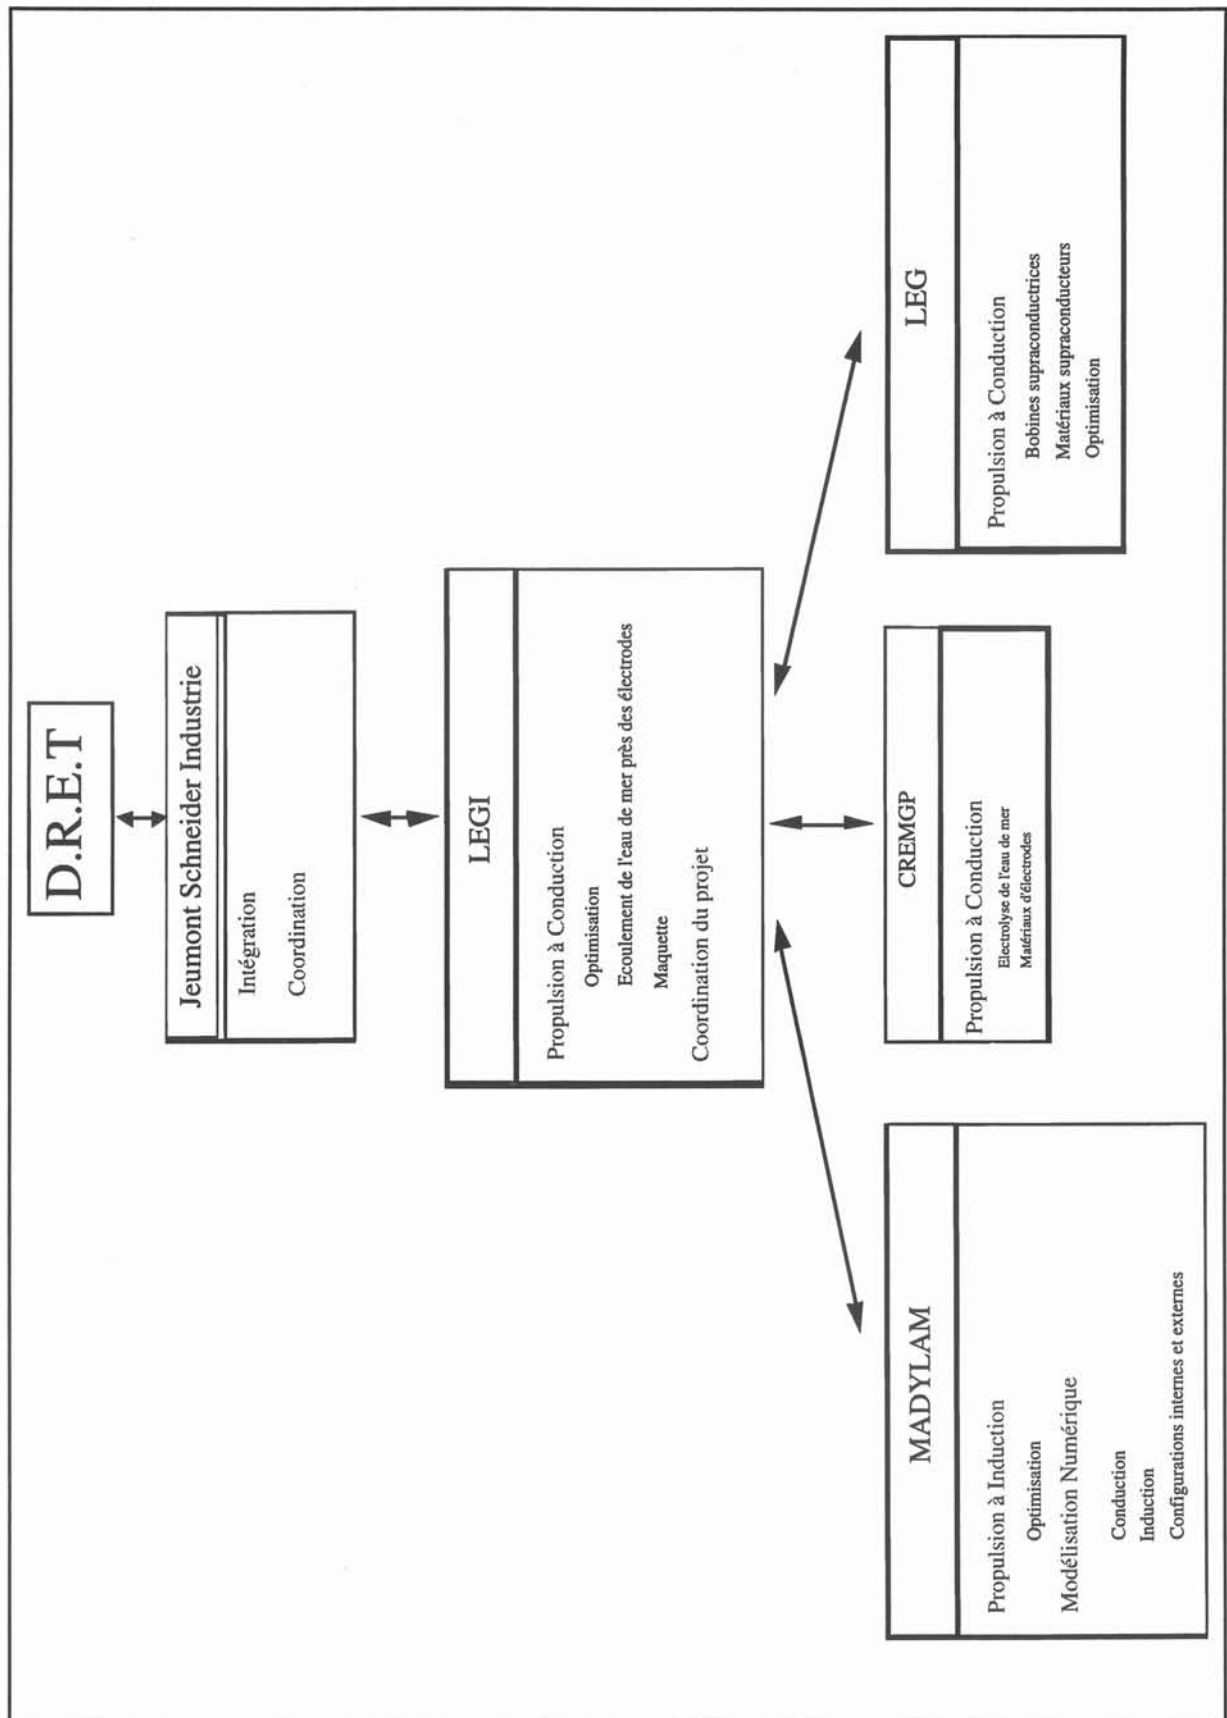 D.R.E.T
Jeumont Schneider Industrie
Intégration
Coordination
LEGI
Propulsion à Conduction
Optimisation
Ecoulement de l'eau de mer près des électrodes
Maquette
Coordination du projet
MADYLAM
Propulsion à Induction
Optimisation
Modélisation Numérique
Conduction
Induction
Configurations internes et externes
CREMGP
Propulsion à Conduction
Electrolyse de l'eau de mer
Matériaux d'électrodes
LEG
Propulsion à Conduction
Bobines supraconductrices
Matériaux supraconducteurs
Optimisation